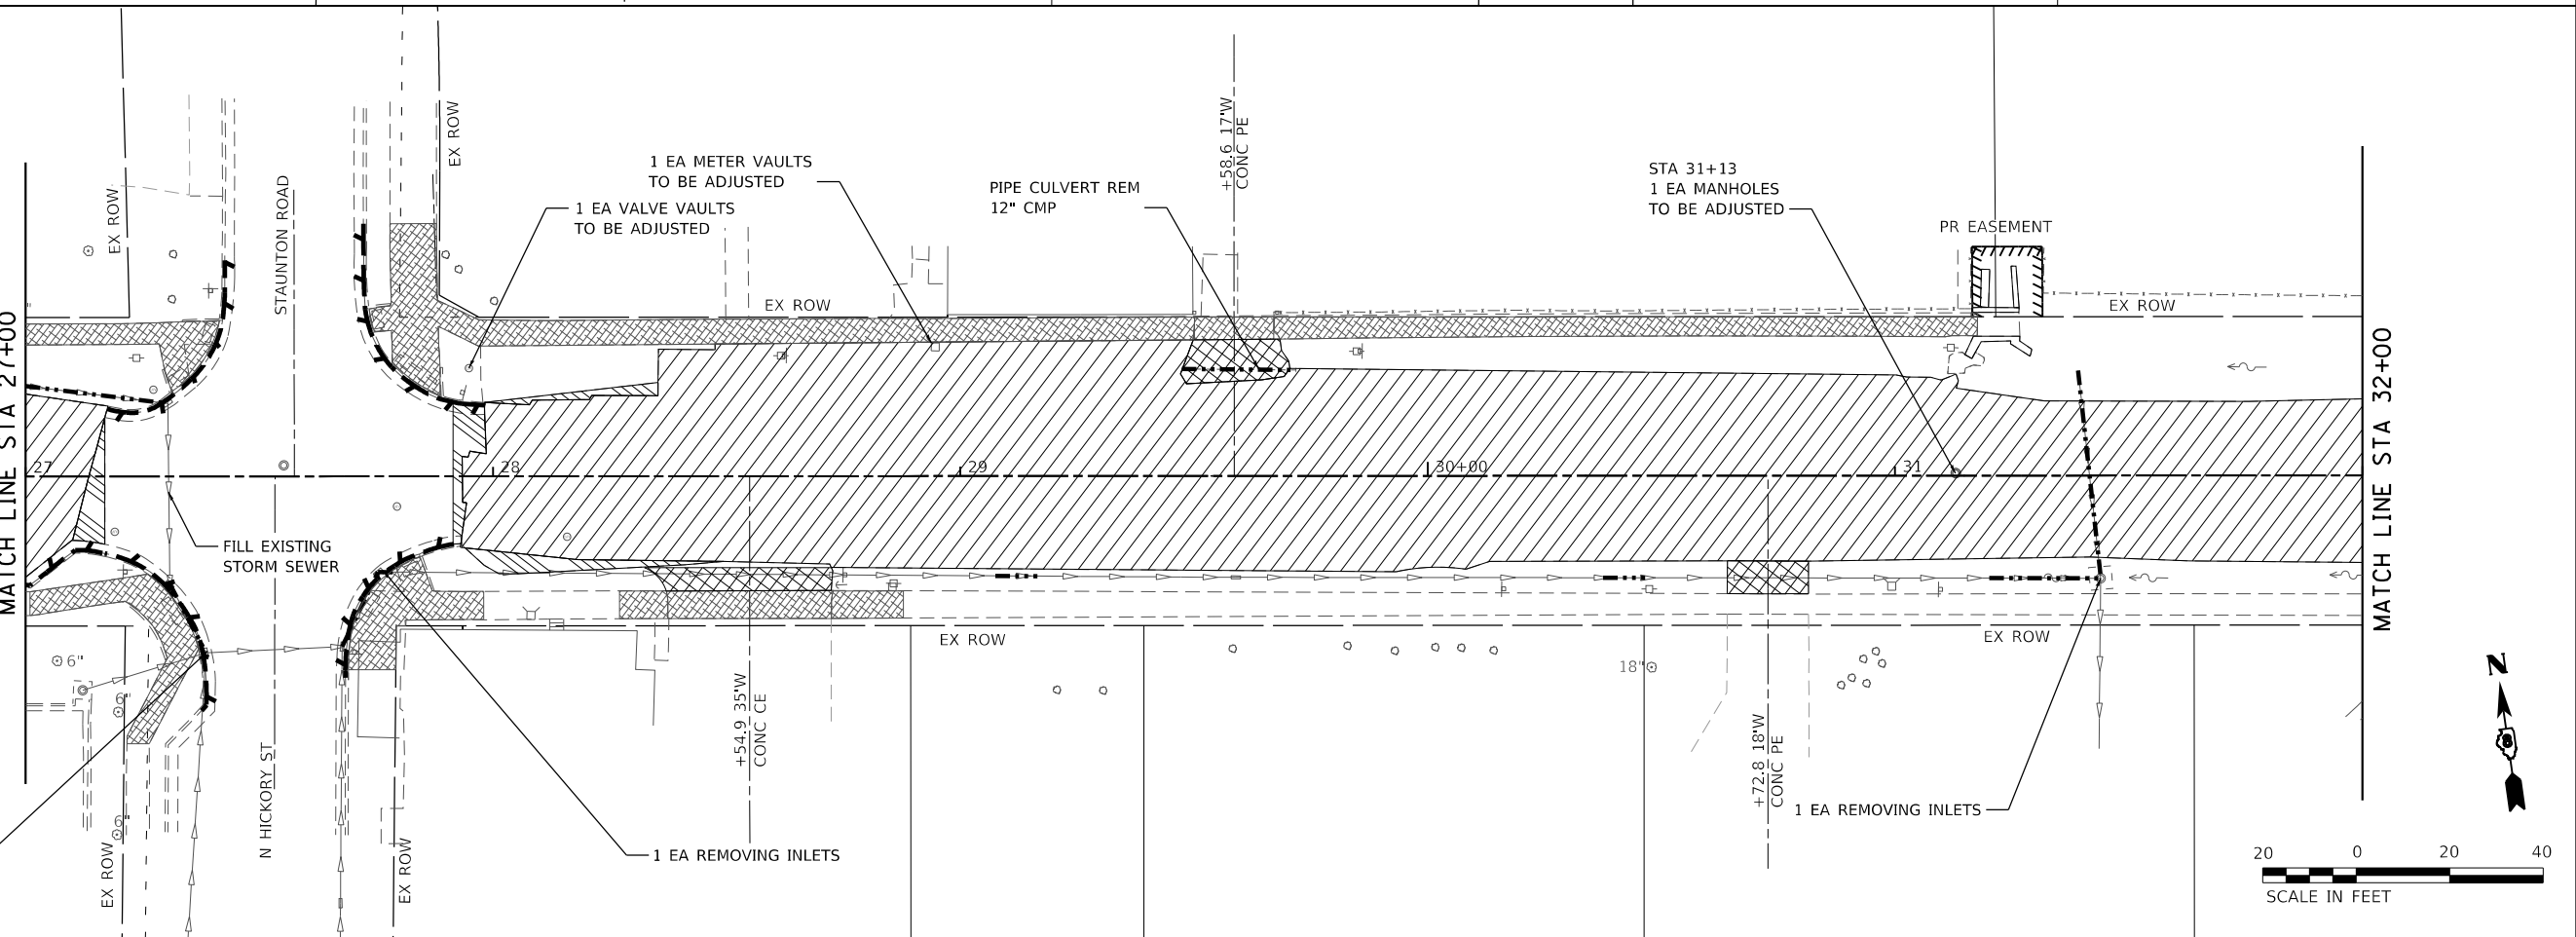 EX ROW
+58.6 17'W
CONC PE
1 EA METER VAULTS
TO BE ADJUSTED
STA 31+13
1 EA MANHOLES
TO BE ADJUSTED
PIPE CULVERT REM
12" CMP
1 EA VALVE VAULTS
TO BE ADJUSTED
EX ROW
STAUNTON ROAD
PR EASEMENT
EX ROW
EX ROW
MATCH LINE STA 27+00
MATCH LINE STA 32+00
27
28
29
30+00
31
FILL EXISTING
STORM SEWER
EX ROW
EX ROW
6"
18"
6"
+54.9 35'W
CONC CE
+72.8 18'W
CONC PE
N
6"
N HICKORY ST
EX ROW
EX ROW
1 EA REMOVING INLETS
1 EA REMOVING INLETS
20 0 20 40
SCALE IN FEET